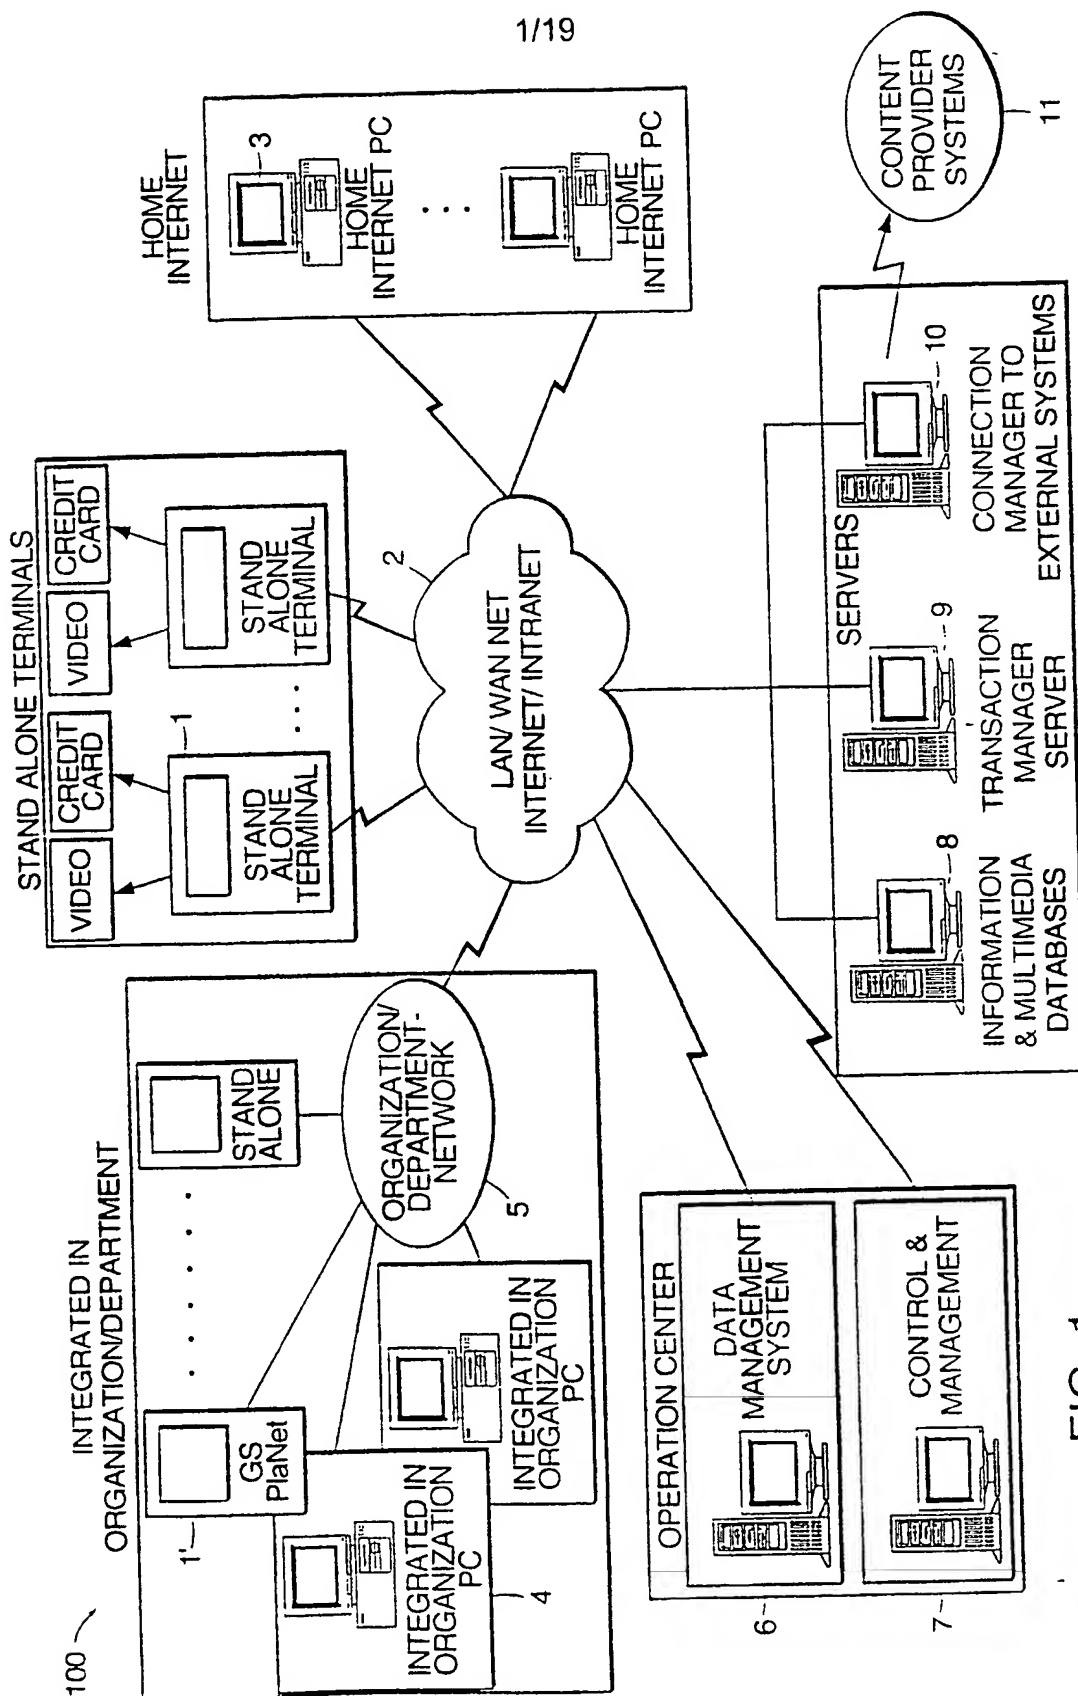 1/19
100
INTEGRATED IN
ORGANIZATION/DEPARTMENT
1'
GS
PlaNet
. . . . . .
STAND
ALONE
INTEGRATED IN
ORGANIZATION
PC
4
INTEGRATED IN
ORGANIZATION
PC
ORGANIZATION/
DEPARTMENT-
NETWORK
5
STAND ALONE TERMINALS
VIDEO
CREDIT
CARD
VIDEO
CREDIT
CARD
STAND
ALONE
TERMINAL
1
. . .
STAND
ALONE
TERMINAL
HOME
INTERNET
3
HOME
INTERNET PC
. . .
HOME
INTERNET PC
2
LAN/ WAN NET
INTERNET/ INTRANET
OPERATION CENTER
DATA
MANAGEMENT
SYSTEM
6
CONTROL &
MANAGEMENT
7
SERVERS
8
INFORMATION
& MULTIMEDIA
DATABASES
9
TRANSACTION
MANAGER
SERVER
10
CONNECTION
MANAGER TO
EXTERNAL SYSTEMS
CONTENT
PROVIDER
SYSTEMS
11
FIG. 1